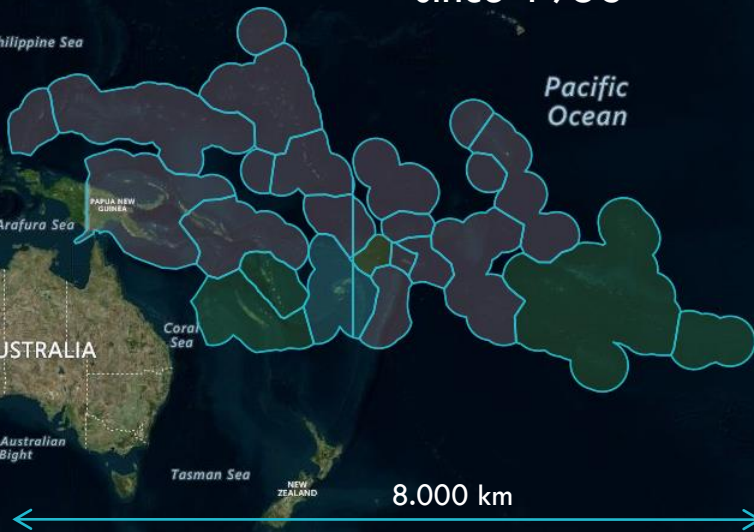 hilippine Sea
Pacific
Ocean
PAPUA NEW
GUINEA
Arafura Sea
Coral
Sea
USTRALIA
Australian
Bight
Tasman Sea
NEW
ZEALAND
8.000 km